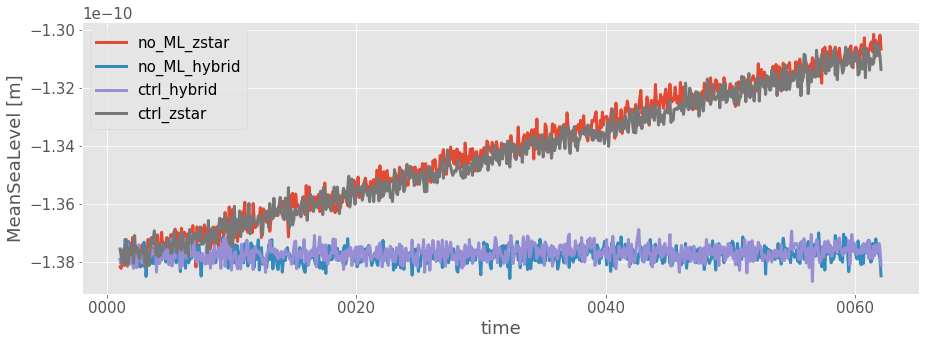 1e−10
−1.30
−1.32
−1.34
−1.36
−1.38
MeanSeaLevel [m]
no_ML_zstar
no_ML_hybrid
ctrl_hybrid
ctrl_zstar
0000
0020
0040
0060
time